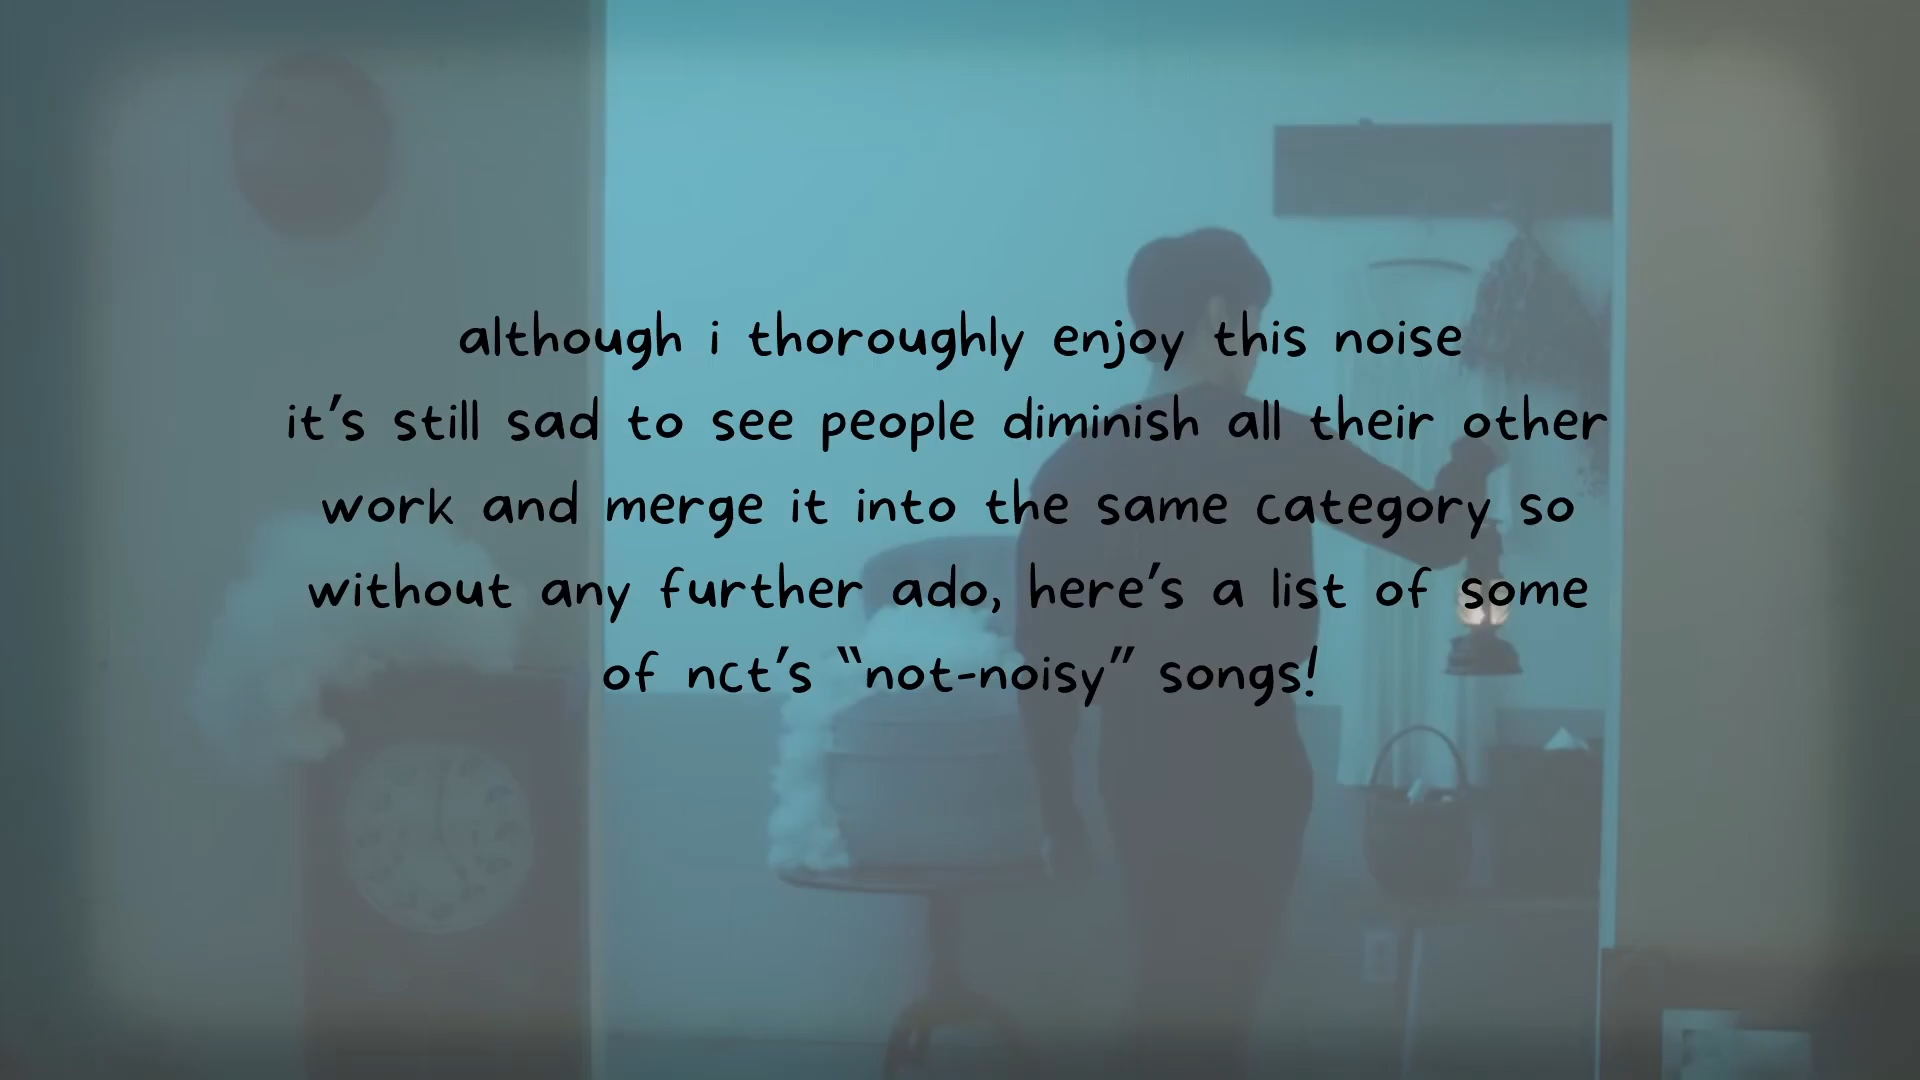 although i thoroughly enjoy this noise
it's still sad to see people diminish all their other
work and merge it into the same category so
without any further ado, here's a list of some
of nct's “not-noisy” songs!